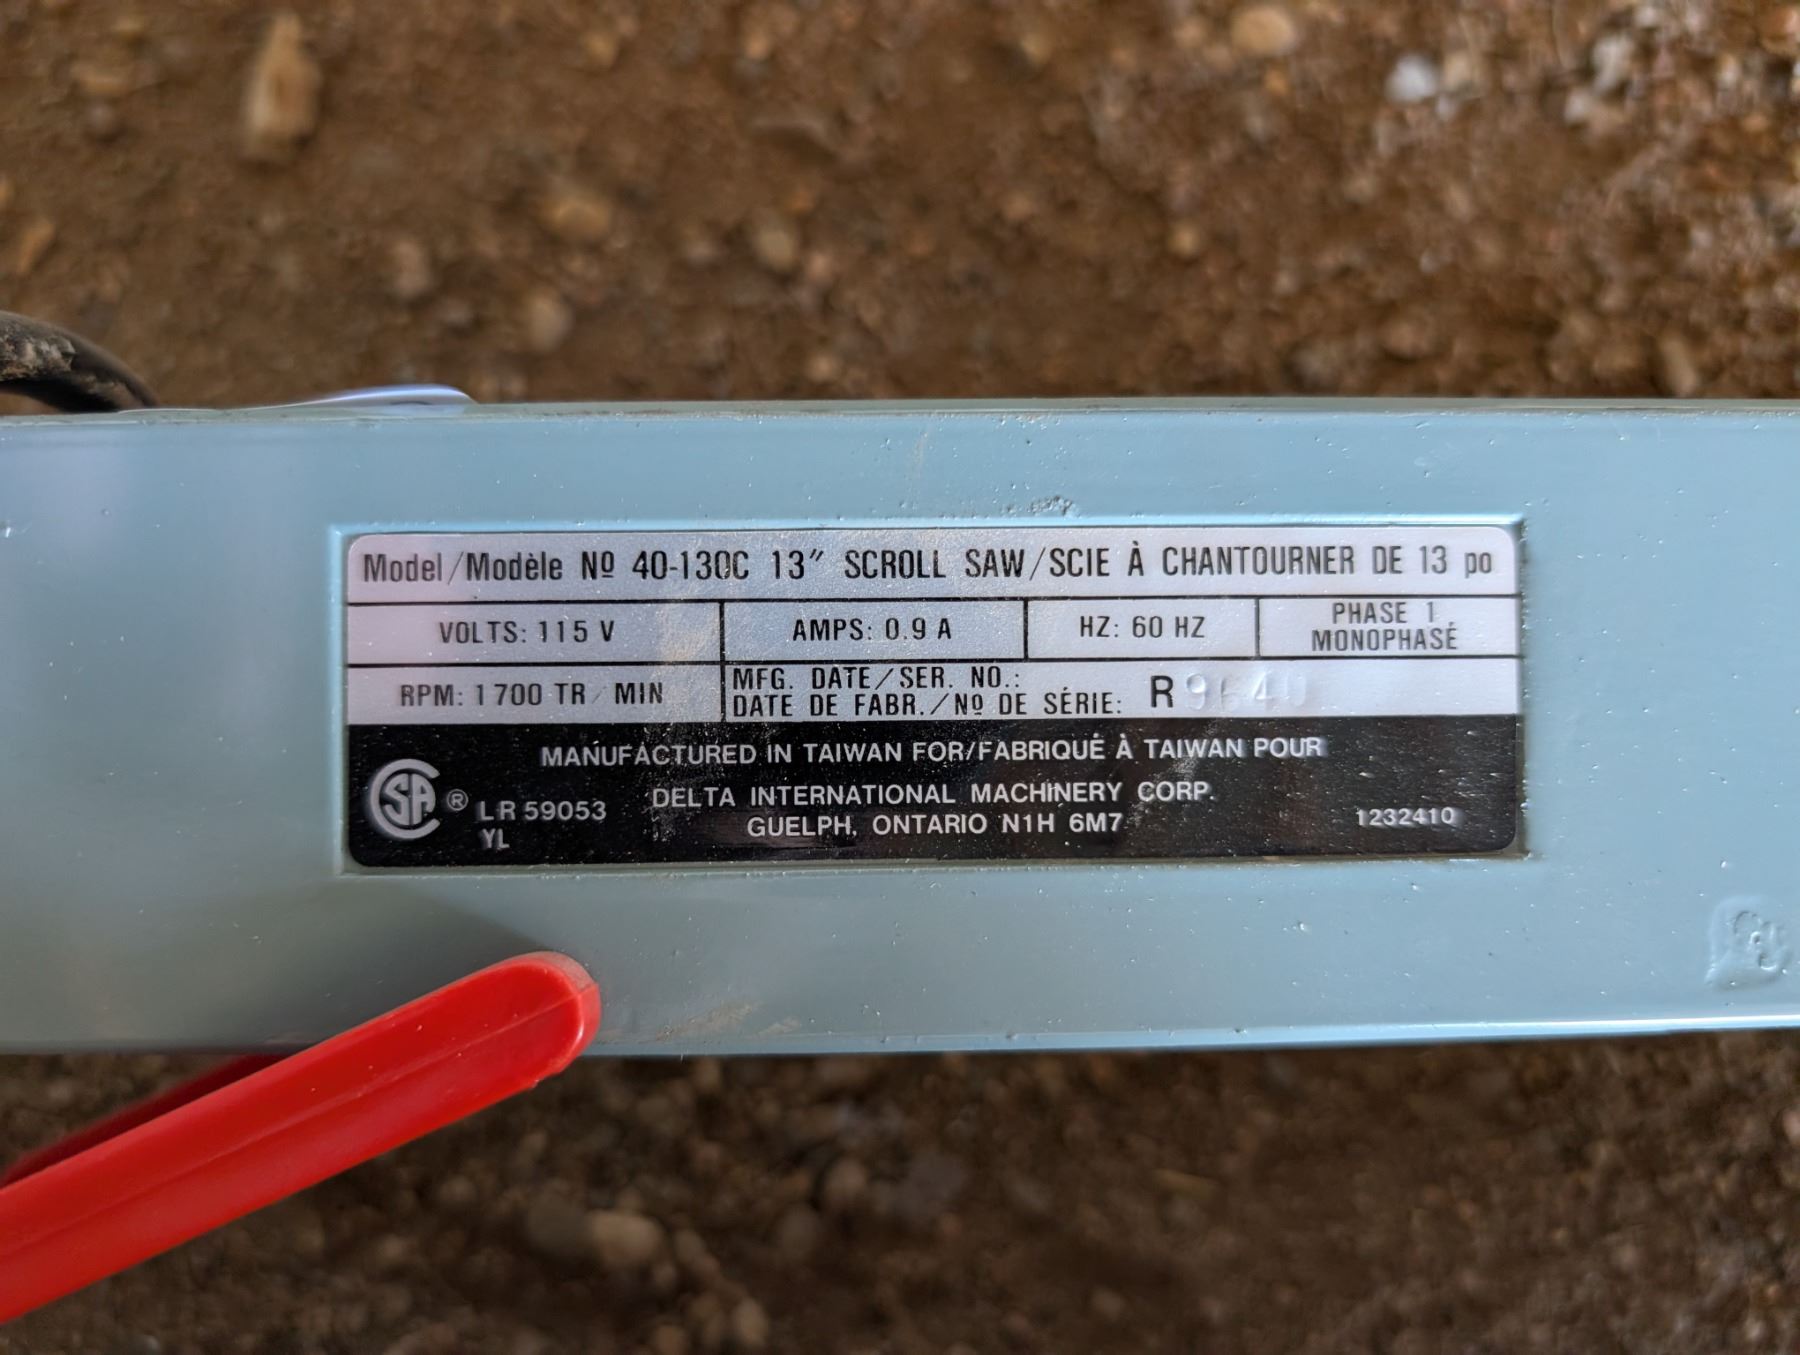 Model/Modèle Nº 40-130C 13" SCROLL SAW/SCIE À CHANTOURNER DE 13 po
VOLTS: 115 V
AMPS: 0.9 A
HZ: 60 HZ
PHASE 1
MONOPHASÉ
RPM: 1700 TR/MIN
MFG. DATE/SER. NO.:
DATE DE FABR./Nº DE SÉRIE: R 9640
MANUFACTURED IN TAIWAN FOR/FABRIQUÉ À TAIWAN POUR
DELTA INTERNATIONAL MACHINERY CORP.
GUELPH, ONTARIO N1H 6M7
SA ® LR 59053
YL
1232410